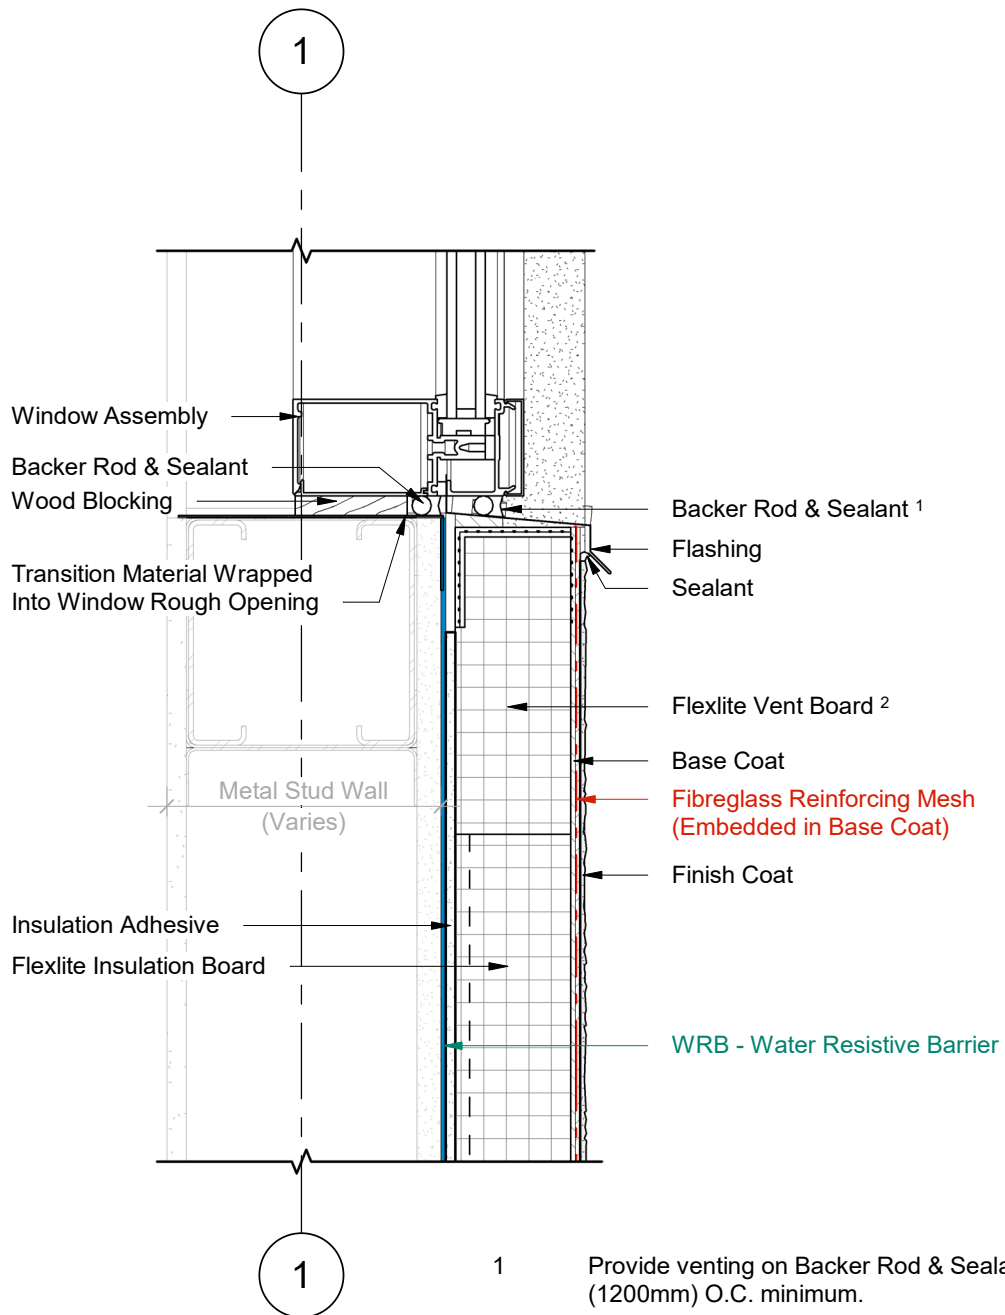 1
Window Assembly
Backer Rod & Sealant
Wood Blocking
Transition Material Wrapped
Into Window Rough Opening
Backer Rod & Sealant 1
Flashing
Sealant
Flexlite Vent Board 2
Base Coat
Fibreglass Reinforcing Mesh
(Embedded in Base Coat)
Finish Coat
Metal Stud Wall
(Varies)
Insulation Adhesive
Flexlite Insulation Board
WRB - Water Resistive Barrier
1
1 Provide venting on Backer Rod &
(1200mm) O.C. minimum.